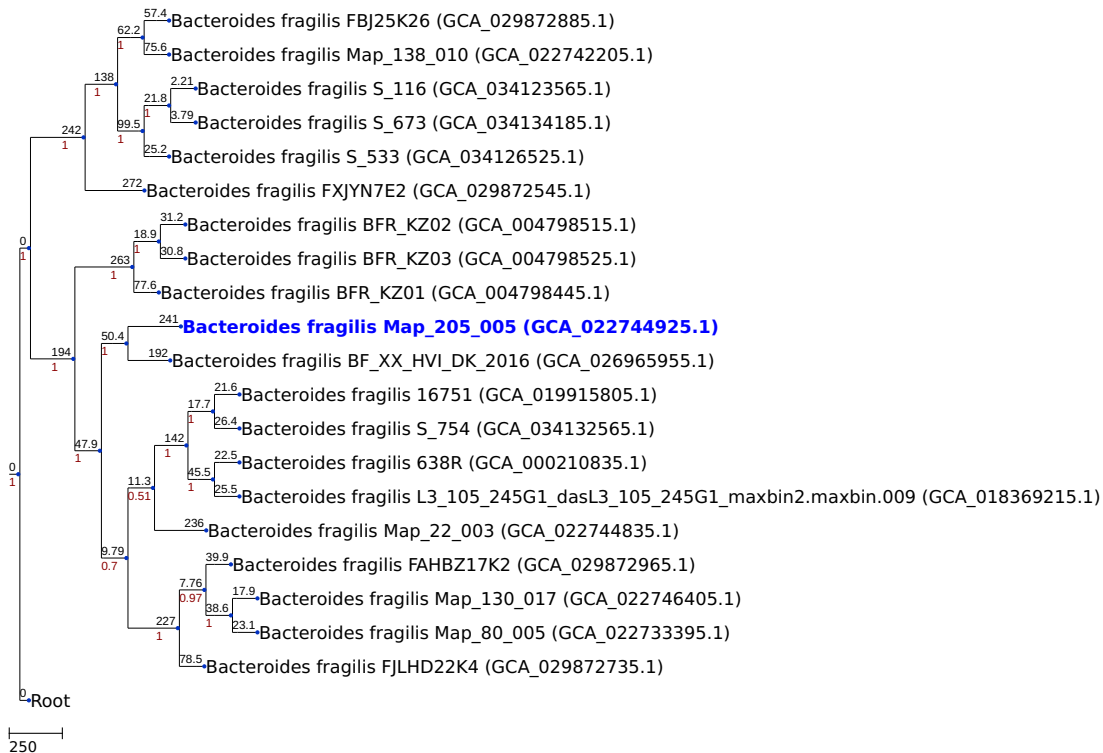 57.4 Bacteroides fragilis FBJ25K26 (GCA_029872885.1)
62.2
1
75.6 Bacteroides fragilis Map_138_010 (GCA_022742205.1)
138
1
2.21 Bacteroides fragilis S_116 (GCA_034123565.1)
21.8
1
3.79 Bacteroides fragilis S_673 (GCA_034134185.1)
99.5
1
25.2 Bacteroides fragilis S_533 (GCA_034126525.1)
242
1
272 Bacteroides fragilis FXJYN7E2 (GCA_029872545.1)
31.2 Bacteroides fragilis BFR_KZ02 (GCA_004798515.1)
0
1
18.9
1
30.8 Bacteroides fragilis BFR_KZ03 (GCA_004798525.1)
263
1
77.6 Bacteroides fragilis BFR_KZ01 (GCA_004798445.1)
241 Bacteroides fragilis Map_205_005 (GCA_022744925.1)
50.4
1
192 Bacteroides fragilis BF_XX_HVI_DK_2016 (GCA_026965955.1)
194
1
21.6 Bacteroides fragilis 16751 (GCA_019915805.1)
17.7
1
26.4 Bacteroides fragilis S_754 (GCA_034132565.1)
142
1
47.9
1
22.5 Bacteroides fragilis 638R (GCA_000210835.1)
45.5
1
25.5 Bacteroides fragilis L3_105_245G1_dasL3_105_245G1_maxbin2.maxbin.009 (GCA_018369215.1)
0
1
11.3
0.51
236 Bacteroides fragilis Map_22_003 (GCA_022744835.1)
9.79
0.7
39.9 Bacteroides fragilis FAHBZ17K2 (GCA_029872965.1)
7.76
0.97
17.9 Bacteroides fragilis Map_130_017 (GCA_022746405.1)
38.6
1
23.1 Bacteroides fragilis Map_80_005 (GCA_022733395.1)
227
1
78.5 Bacteroides fragilis FJLHD22K4 (GCA_029872735.1)
0 Root
250